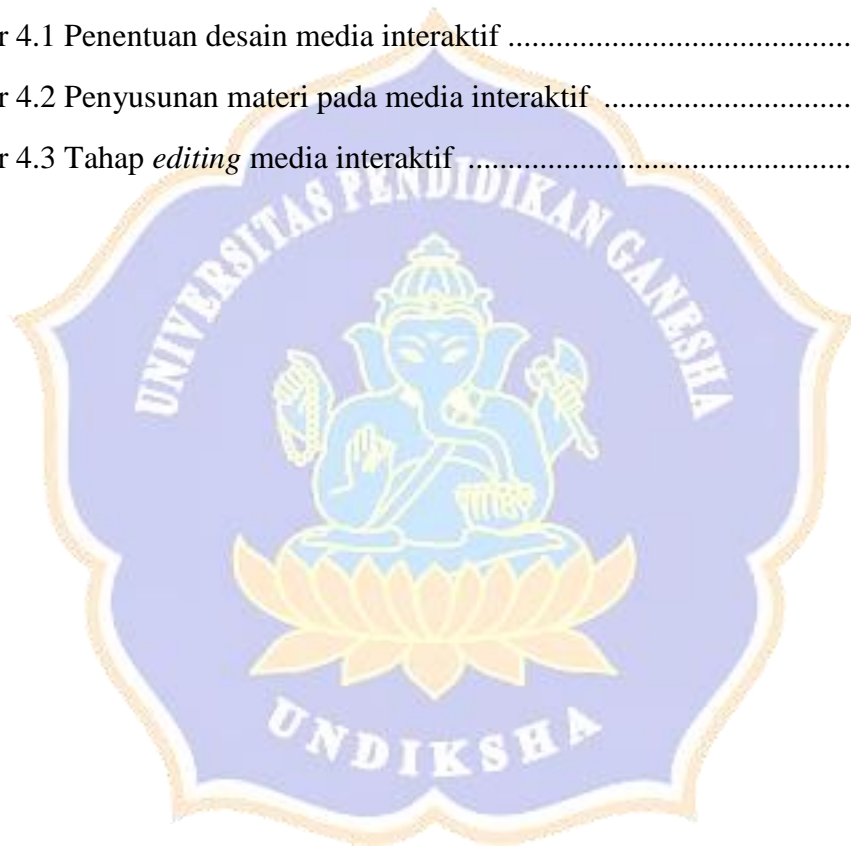 r 4.1 Penentuan desain media interaktif ..........................................
r 4.2 Penyusunan materi pada media interaktif ..............................
r 4.3 Tahap editing media interaktif ...............................................
UNIVERSITAS PENDIDIKAN GANESHA
UNDIKSHA